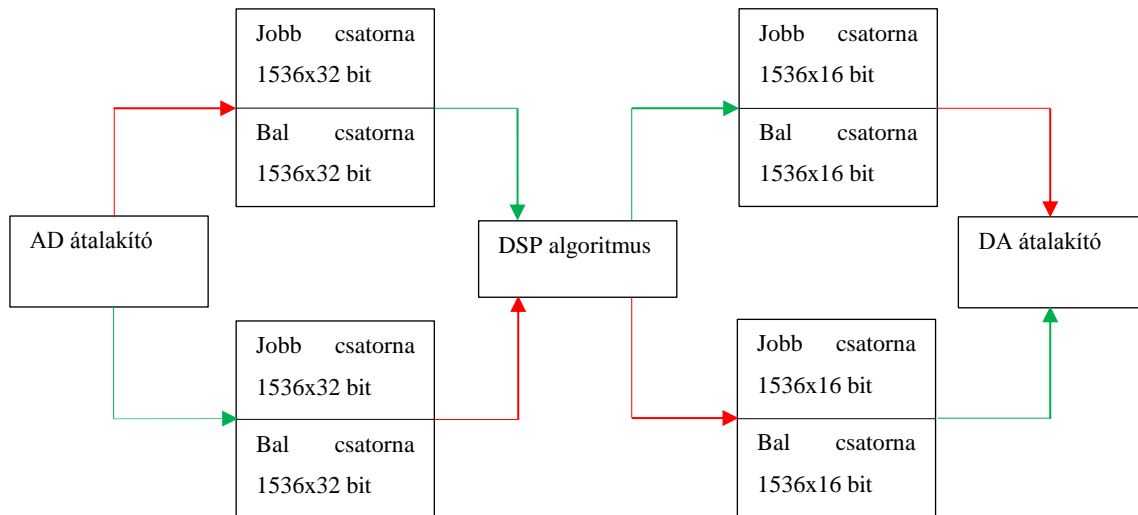 Jobb csatorna
1536x32 bit
Bal csatorna
1536x32 bit
Jobb csatorna
1536x16 bit
Bal csatorna
1536x16 bit
AD átalakító
DSP algoritmus
DA átalakító
Jobb csatorna
1536x32 bit
Bal csatorna
1536x32 bit
Jobb csatorna
1536x16 bit
Bal csatorna
1536x16 bit